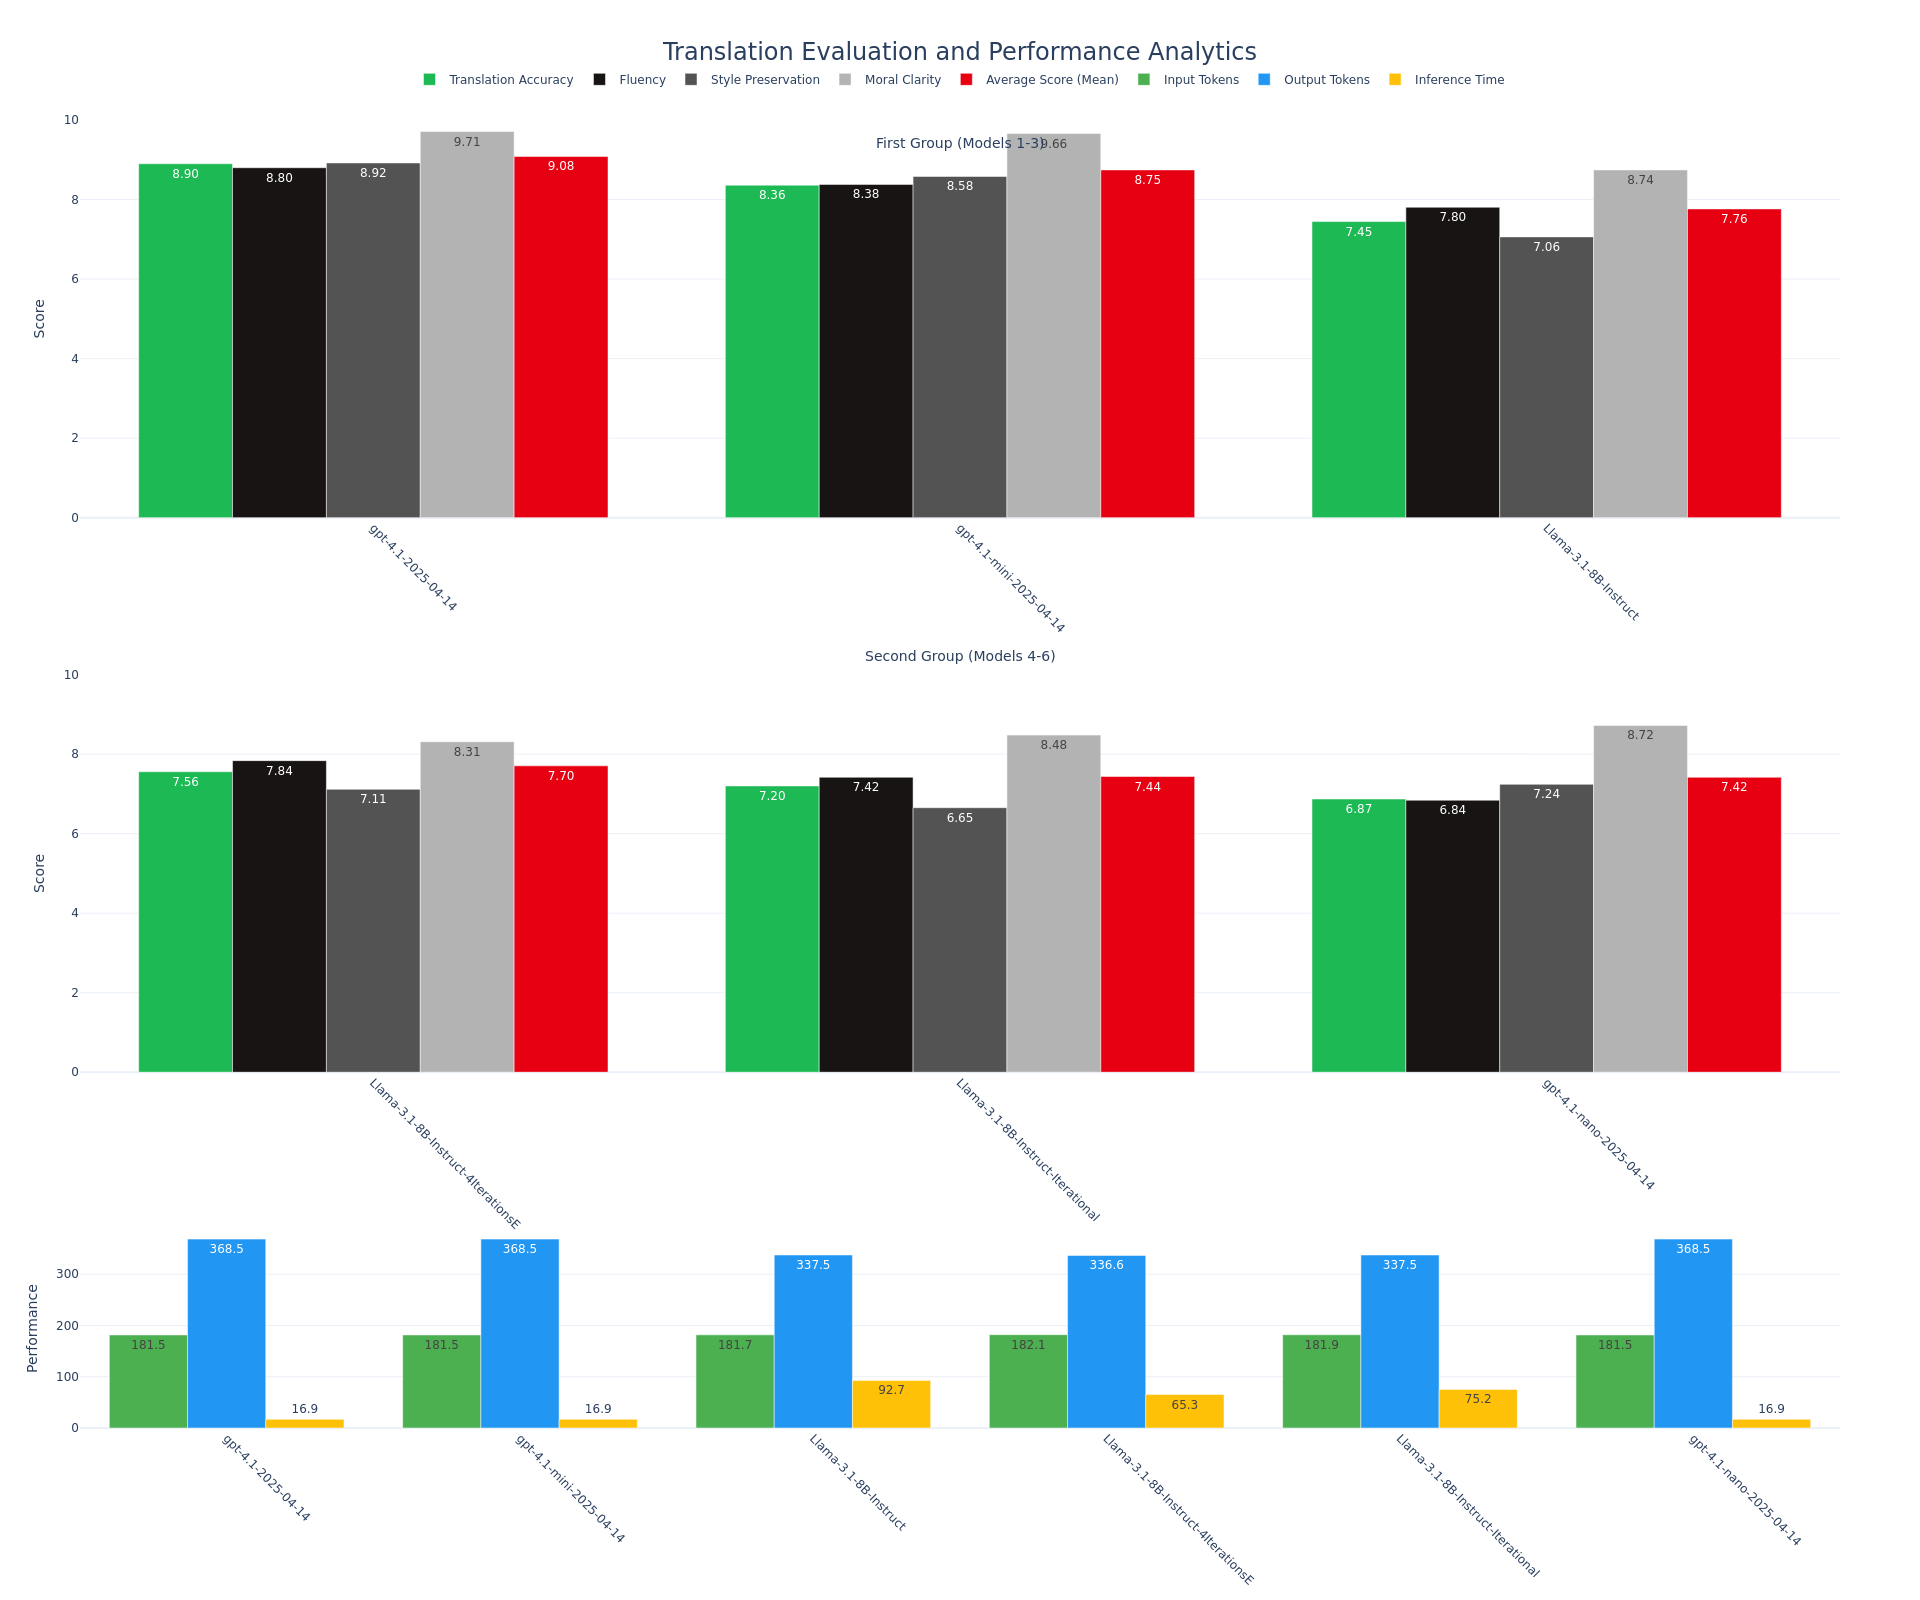 Translation Evaluation and Performance Analytics
Translation Accuracy Fluency Style Preservation Moral Clarity Average Score (Mean) Input Tokens Output Tokens Inference Time
First Group (Models 1-3)
Score
10
8
6
4
2
0
8.90 8.80 8.92 9.71 9.08
8.36 8.38 8.58 9.66 8.75
7.45 7.80 7.06 8.74 7.76
gpt-4.1-2025-04-14
gpt-4.1-mini-2025-04-14
Llama-3.1-8B-Instruct
Second Group (Models 4-6)
Score
10
8
6
4
2
0
7.56 7.84 7.11 8.31 7.70
7.20 7.42 6.65 8.48 7.44
6.87 6.84 7.24 8.72 7.42
Llama-3.1-8B-Instruct-4IterationsE
Llama-3.1-8B-Instruct-Iterational
gpt-4.1-nano-2025-04-14
Performance
300
200
100
0
181.5 368.5 16.9
181.5 368.5 16.9
181.7 337.5 92.7
182.1 336.6 65.3
181.9 337.5 75.2
181.5 368.5 16.9
gpt-4.1-2025-04-14
gpt-4.1-mini-2025-04-14
Llama-3.1-8B-Instruct
Llama-3.1-8B-Instruct-4IterationsE
Llama-3.1-8B-Instruct-Iterational
gpt-4.1-nano-2025-04-14